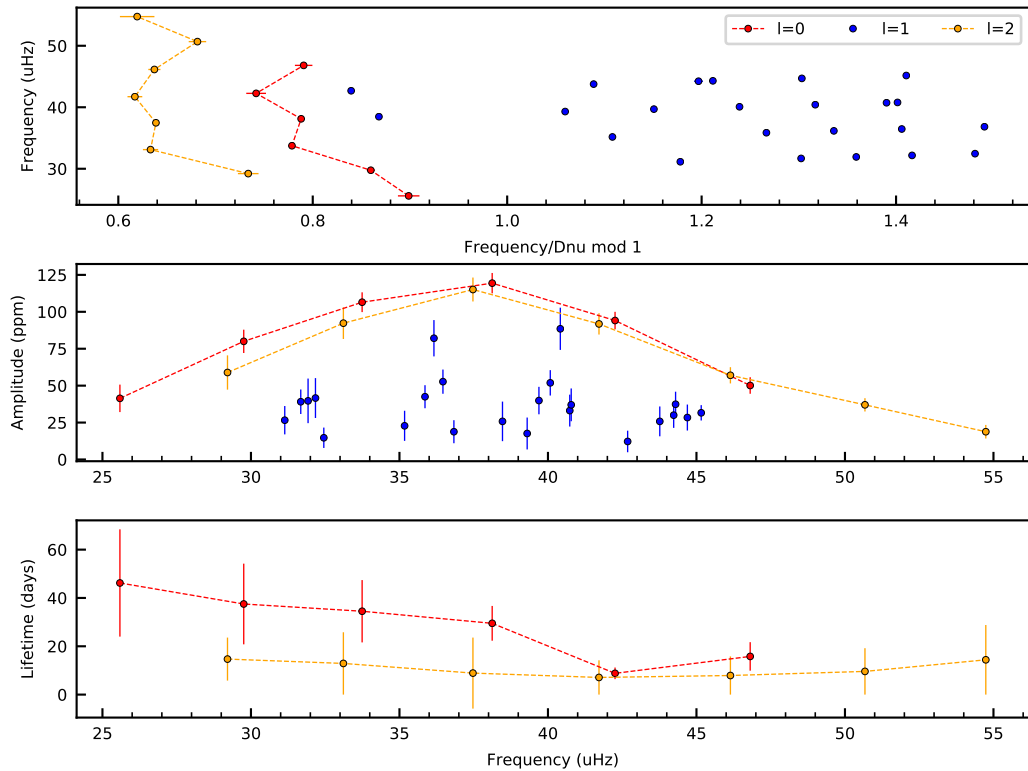 l=0 l=1 l=2
Frequency (uHz)
50
40
30
0.6 0.8 1.0 1.2 1.4
Frequency/Dnu mod 1
Amplitude (ppm)
125
100
75
50
25
0
25 30 35 40 45 50 55
Lifetime (days)
60
40
20
0
25 30 35 40 45 50 55
Frequency (uHz)